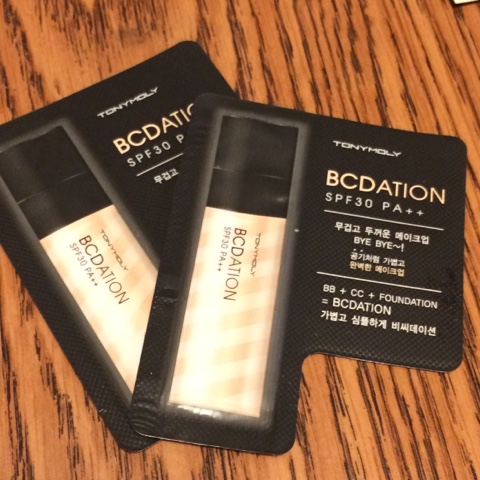 TONYMOLY
BCDATIO
SPF30 P
무겁고
TONYMOLY
BCDATION
SPF30 PA++
TONYMOLY
BCDATION
SPF30 PA++
무겁고 두꺼운 메이크업
BYE BYE~!
공기처럼 가볍고
완벽한 메이크업
BB + CC + FOUNDATION
= BCDATION
가볍고 심플하게 비씨데이션
TONYMOLY
BCDATION
SPF30 PA++